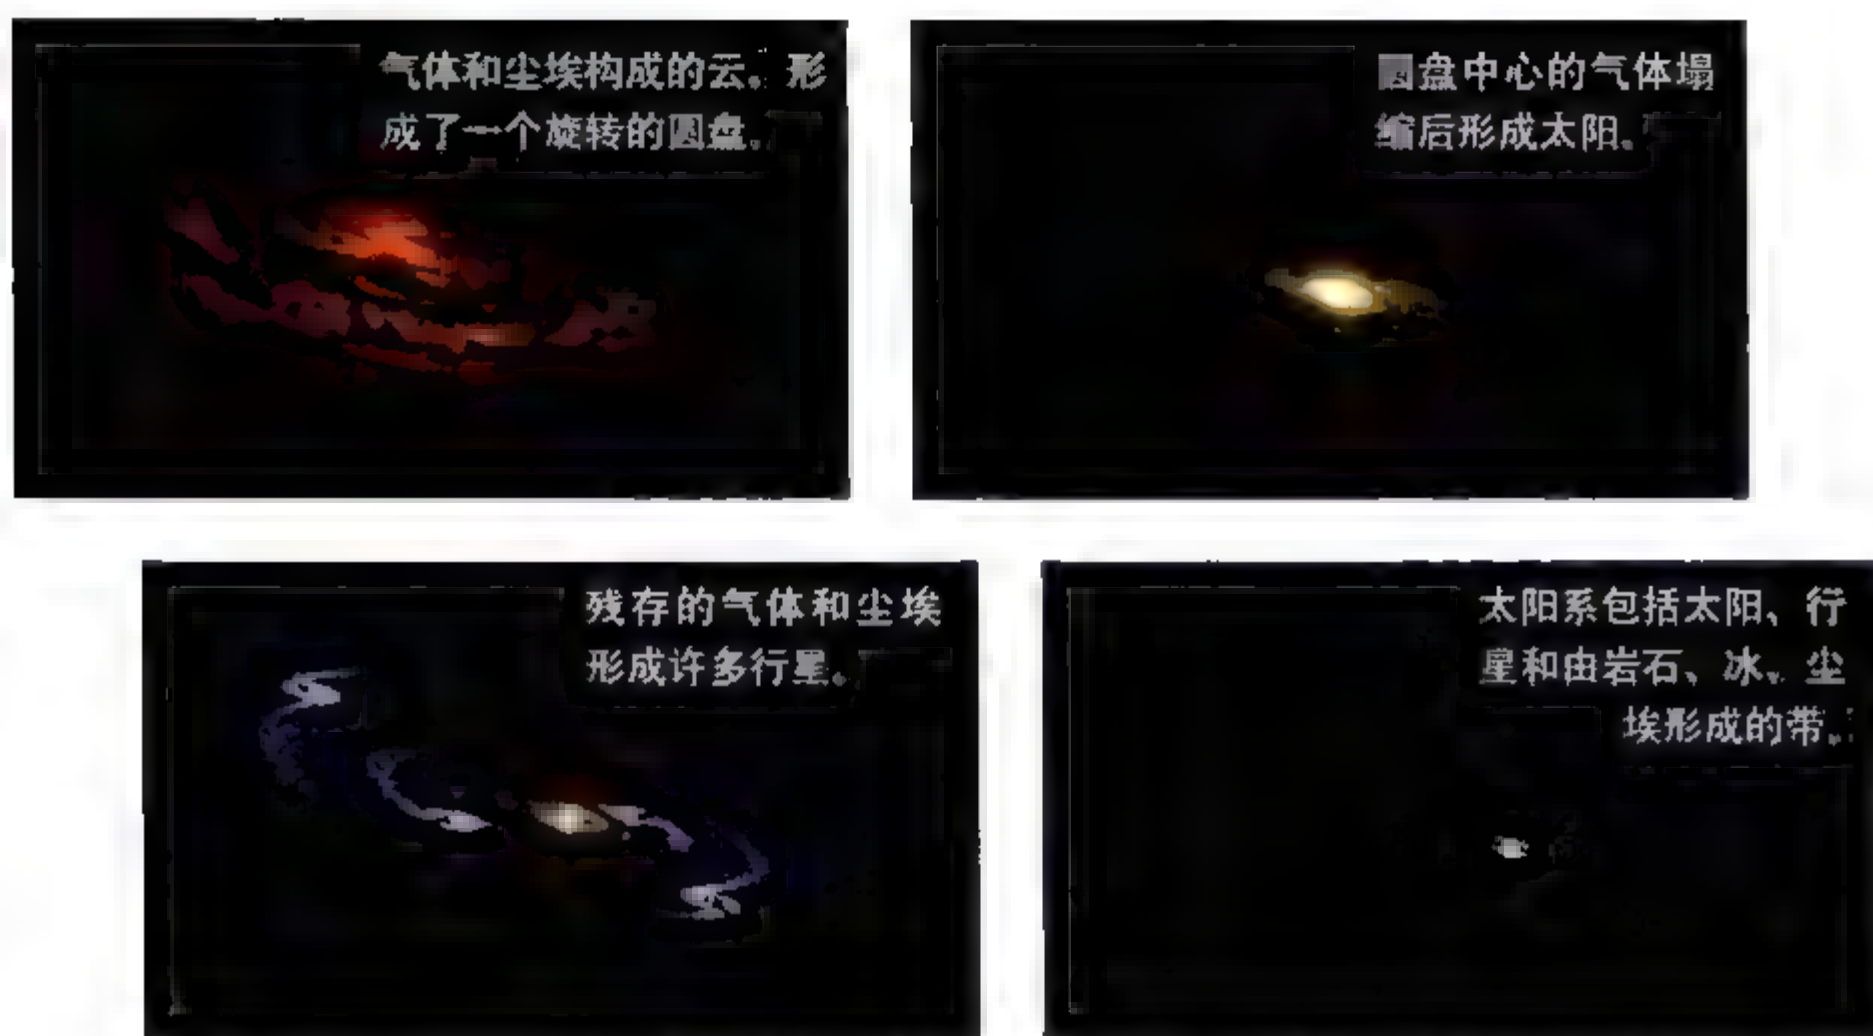 气体和尘埃构成的云，形
成了一个旋转的圆盘。
圆盘中心的气体塌
缩后形成太阳。
残存的气体和尘埃
形成许多行星。
太阳系包括太阳、行
星和由岩石、冰、尘
埃形成的带。